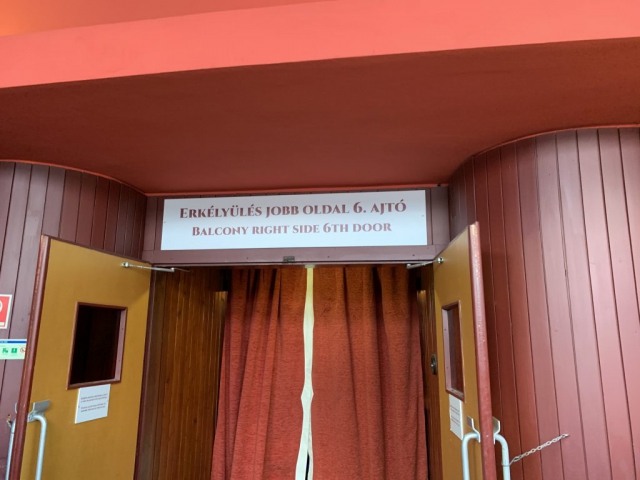 Erkélyülés jobb oldal 6. ajtó
Balcony right side 6th door